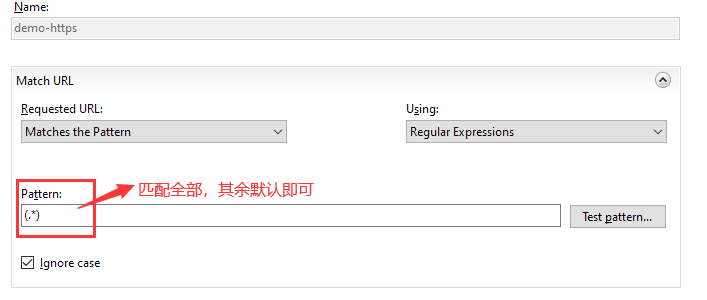 Name:
demo-https
Match URL
Requested URL:
Using:
Matches the Pattern
Regular Expressions
Pattern:
匹配全部，其余默认即可
(.*)
Test pattern...
Ignore case